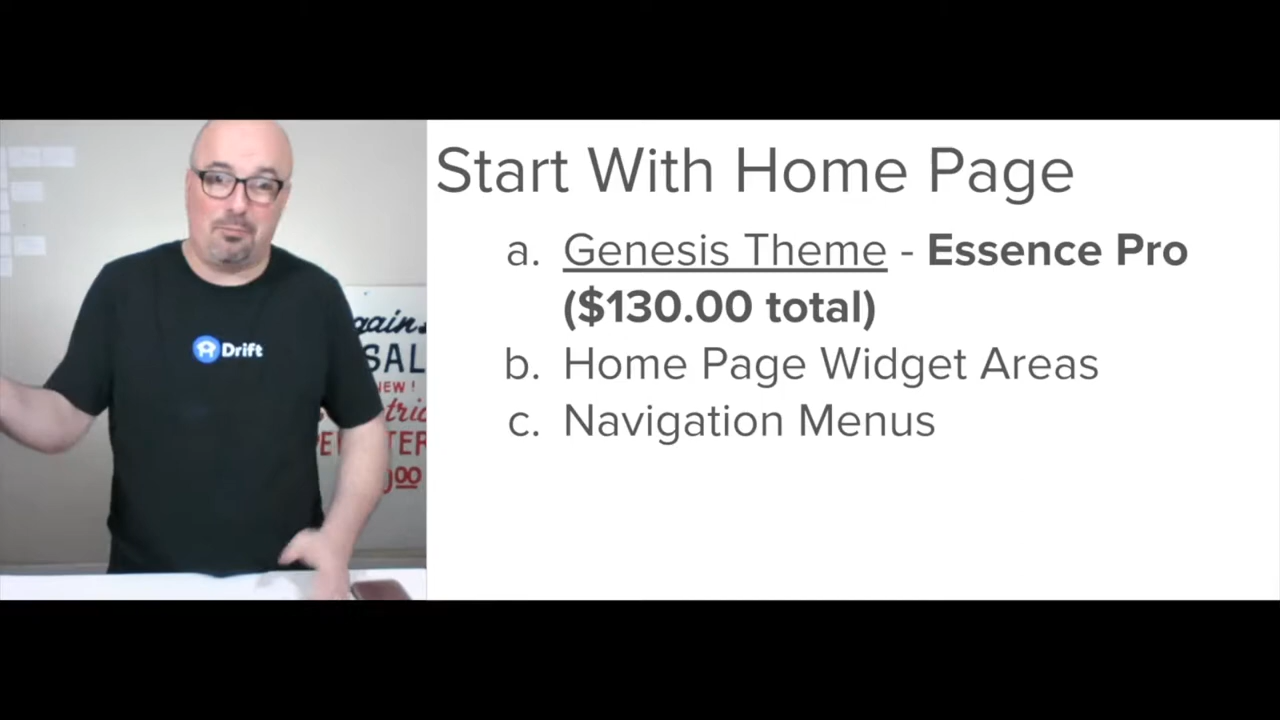 Start With Home Page
a. Genesis Theme - Essence Pro
($130.00 total)
b. Home Page Widget Areas
c. Navigation Menus
Drift